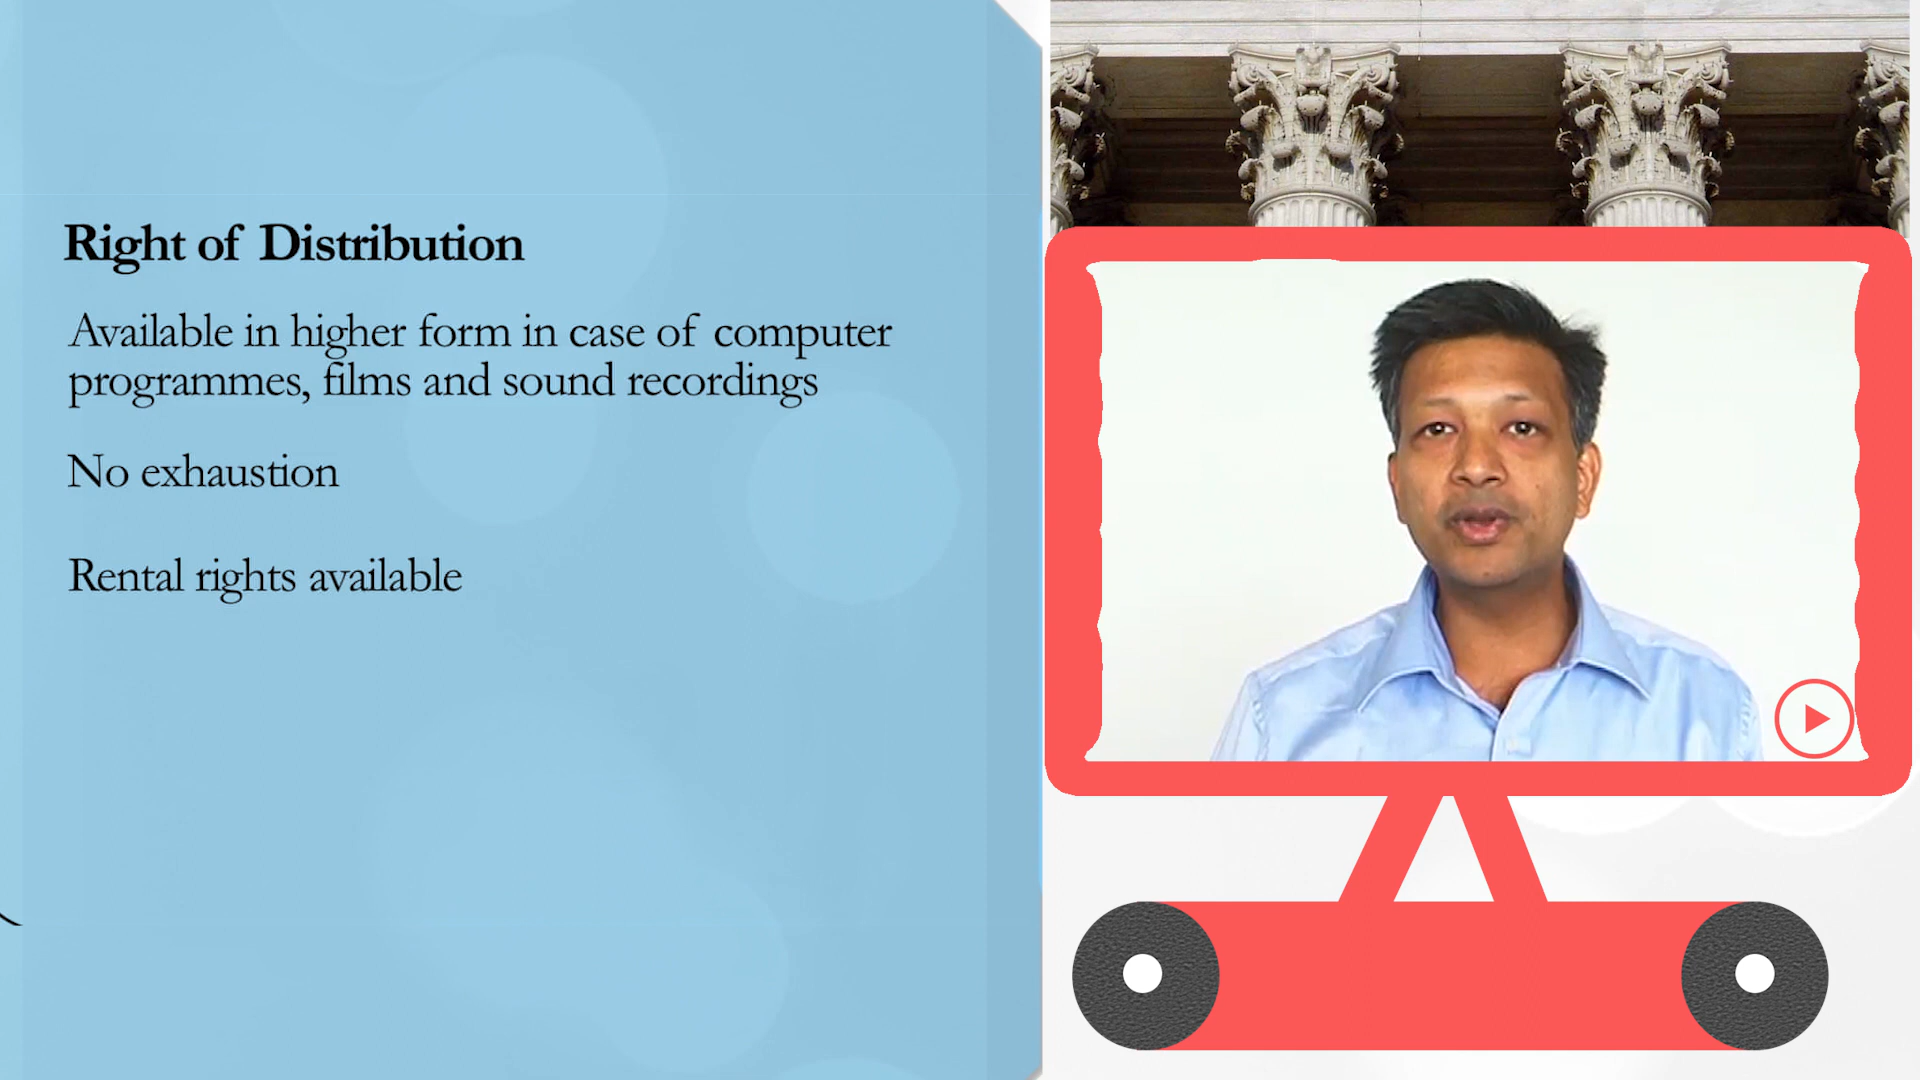 Right of Distribution
Available in higher form in case of computer
programmes, films and sound recordings
No exhaustion
Rental rights available